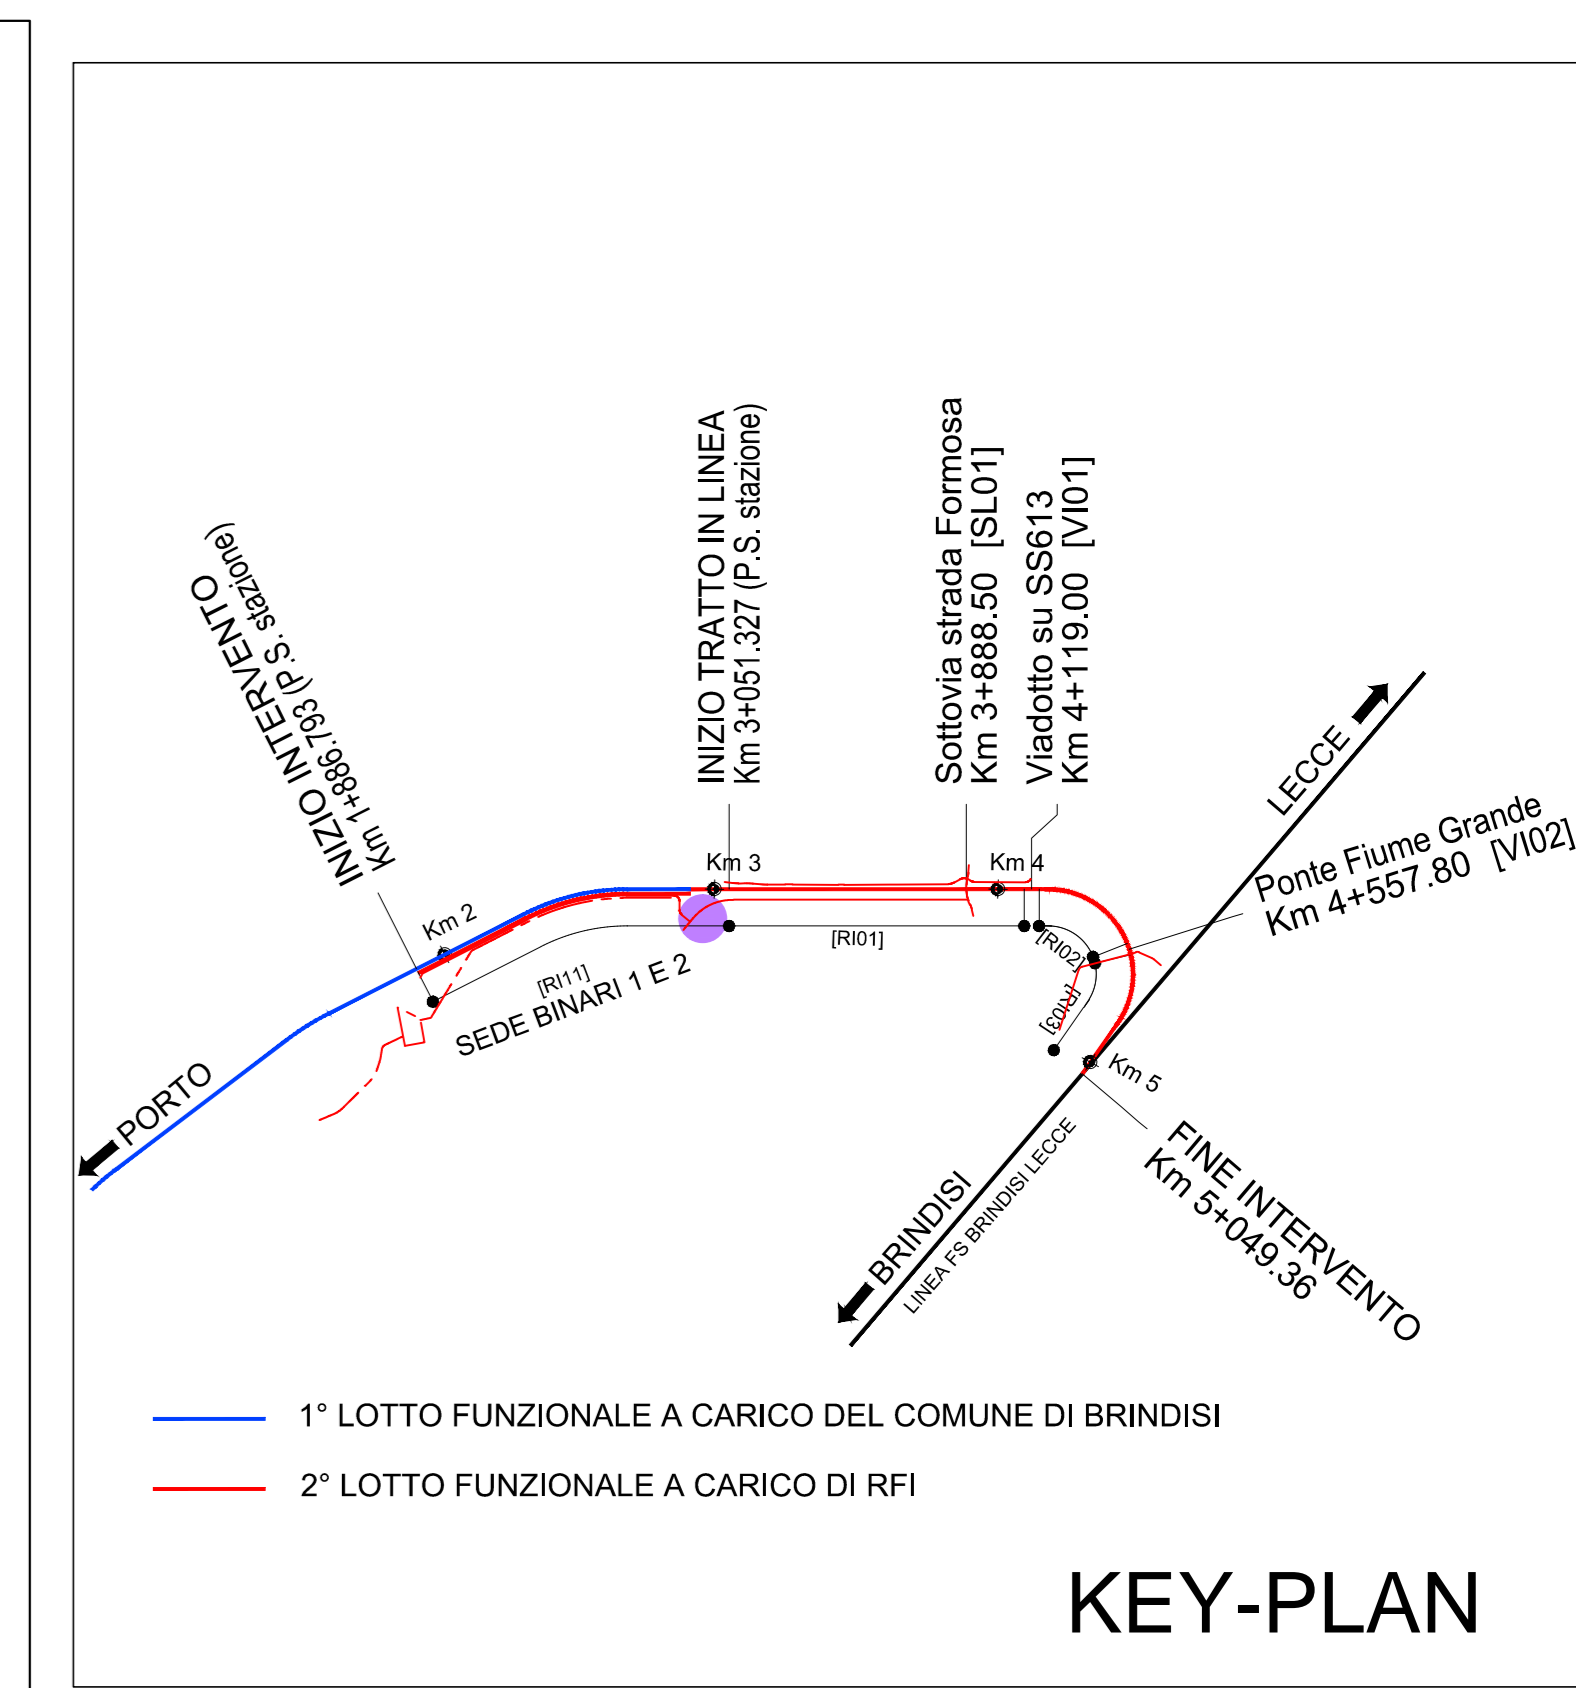 INIZIO INTERVENTO
Km 1+886.793 (P.S. stazione)
INIZIO TRATTO IN LINEA
Km 3+051.327 (P.S. stazione)
Sottovia strada Formosa
Km 3+888.50 [SL01]
Viadotto su SS613
Km 4+119.00 [VI01]
LECCE
Ponte Fiume Grande
Km 4+557.80 [VI02]
Km 2
Km 3
Km 4
[RI01]
[RI02]
[RI03]
[RI11]
SEDE BINARI 1 E 2
Km 5
PORTO
FINE INTERVENTO
Km 5+049.36
BRINDISI
LINEA FS BRINDISI LECCE
1° LOTTO FUNZIONALE A CARICO DEL COMUNE DI BRINDISI
2° LOTTO FUNZIONALE A CARICO DI RFI
KEY-PLAN